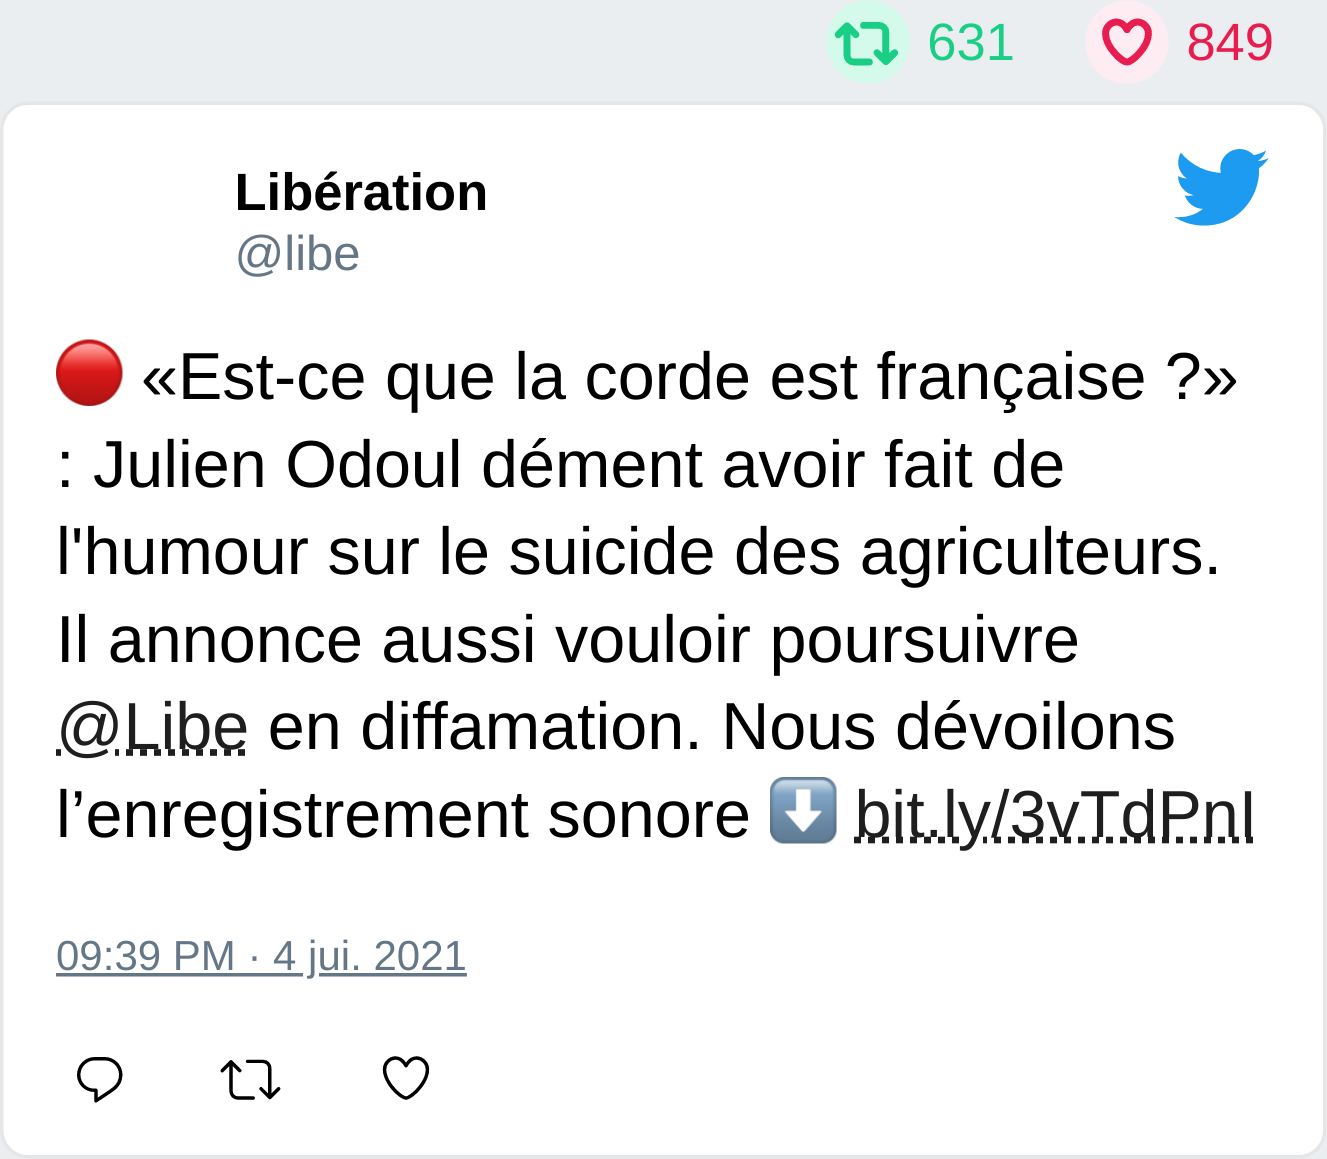 631 849
Libération
@libe
🔴 «Est-ce que la corde est française ?»
: Julien Odoul dément avoir fait de
l'humour sur le suicide des agriculteurs.
Il annonce aussi vouloir poursuivre
@Libe en diffamation. Nous dévoilons
l’enregistrement sonore ⬇️ bit.ly/3vTdPnI
09:39 PM · 4 jui. 2021